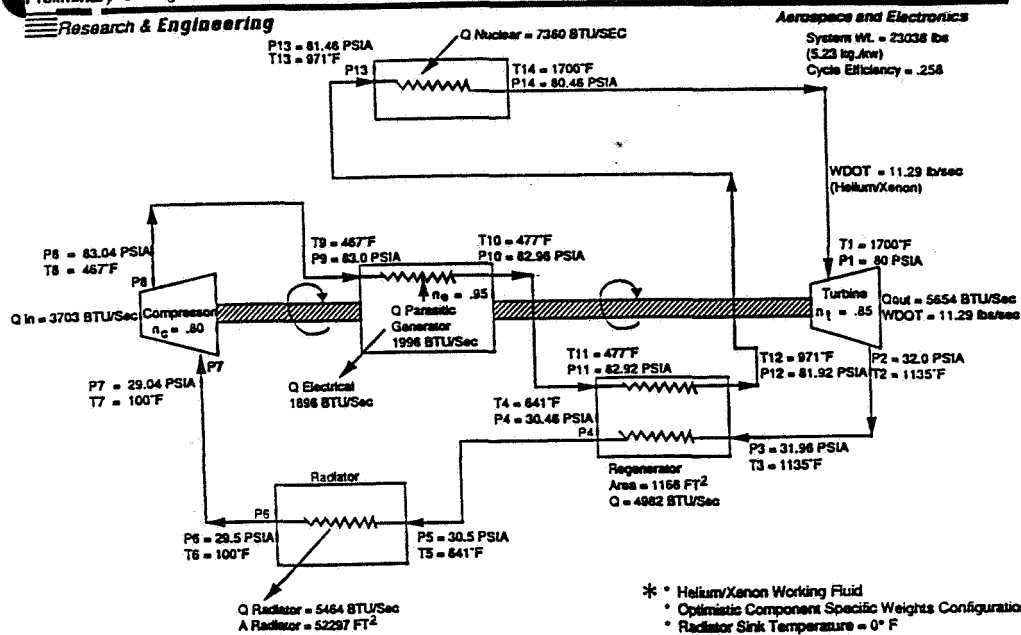 Research & Engineering
Aerospace and Electronics
System Wt. = 23038 lbs
(5.23 kg./kw)
Cycle Efficiency = .258
P13 = 81.46 PSIA
T13 = 971°F
P13
Q Nuclear = 7360 BTU/SEC
T14 = 1700°F
P14 = 80.46 PSIA
WDOT = 11.29 lb/sec
(Helium/Xenon)
P8 = 83.04 PSIA
T8 = 467°F
P8
T9 = 467°F
P9 = 83.0 PSIA
T10 = 477°F
P10 = 82.96 PSIA
T1 = 1700°F
P1 = 80 PSIA
Q in = 3703 BTU/Sec
Compressor
nc = .80
ne = .95
Q Parasitic
Generator
1996 BTU/Sec
Turbine
nt = .85
Qout = 5654 BTU/Sec
WDOT = 11.29 lbs/sec
P7
P7 = 29.04 PSIA
T7 = 100°F
Q Electrical
1896 BTU/Sec
T11 = 477°F
P11 = 82.92 PSIA
T12 = 971°F
P12 = 81.92 PSIA
P2 = 32.0 PSIA
T2 = 1135°F
T4 = 641°F
P4 = 30.46 PSIA
P4
P3 = 31.96 PSIA
T3 = 1135°F
Regenerator
Area = 1166 FT2
Q = 4982 BTU/Sec
Radiator
P6
P6 = 29.5 PSIA
T6 = 100°F
P5 = 30.5 PSIA
T5 = 641°F
Q Radiator = 5464 BTU/Sec
A Radiator = 52297 FT2
* * Helium/Xenon Working Fluid
* Optimistic Component Specific Weights Configuration
* Radiator Sink Temperature = 0° F